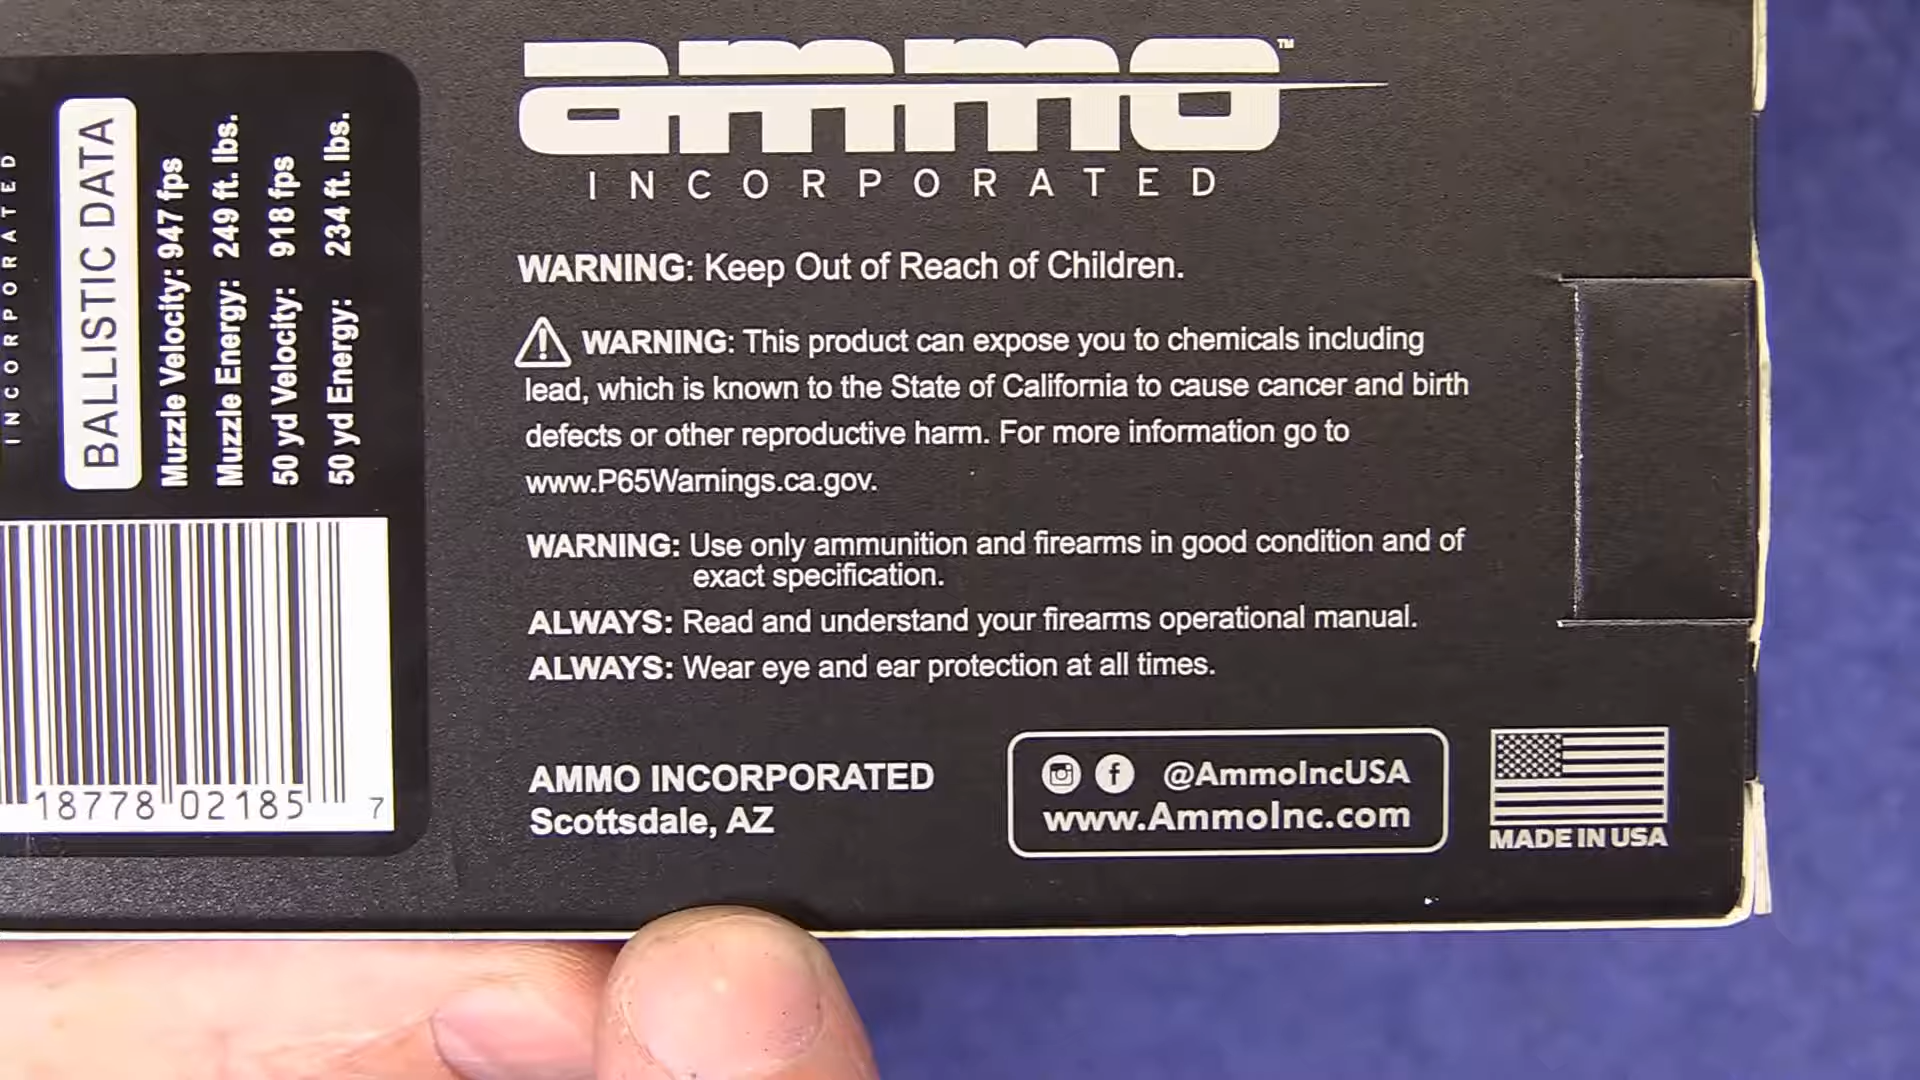 INCORPORATED
BALLISTIC DATA
Muzzle Velocity: 947 fps
Muzzle Energy: 249 ft. lbs.
50 yd Velocity: 918 fps
50 yd Energy: 234 ft. lbs.
18778 02185 7
ammo™
INCORPORATED
WARNING: Keep Out of Reach of Children.
WARNING: This product can expose you to chemicals including
lead, which is known to the State of California to cause cancer and birth
defects or other reproductive harm. For more information go to
www.P65Warnings.ca.gov.
WARNING: Use only ammunition and firearms in good condition and of
exact specification.
ALWAYS: Read and understand your firearms operational manual.
ALWAYS: Wear eye and ear protection at all times.
AMMO INCORPORATED
Scottsdale, AZ
@AmmoIncUSA
www.AmmoInc.com
MADE IN USA